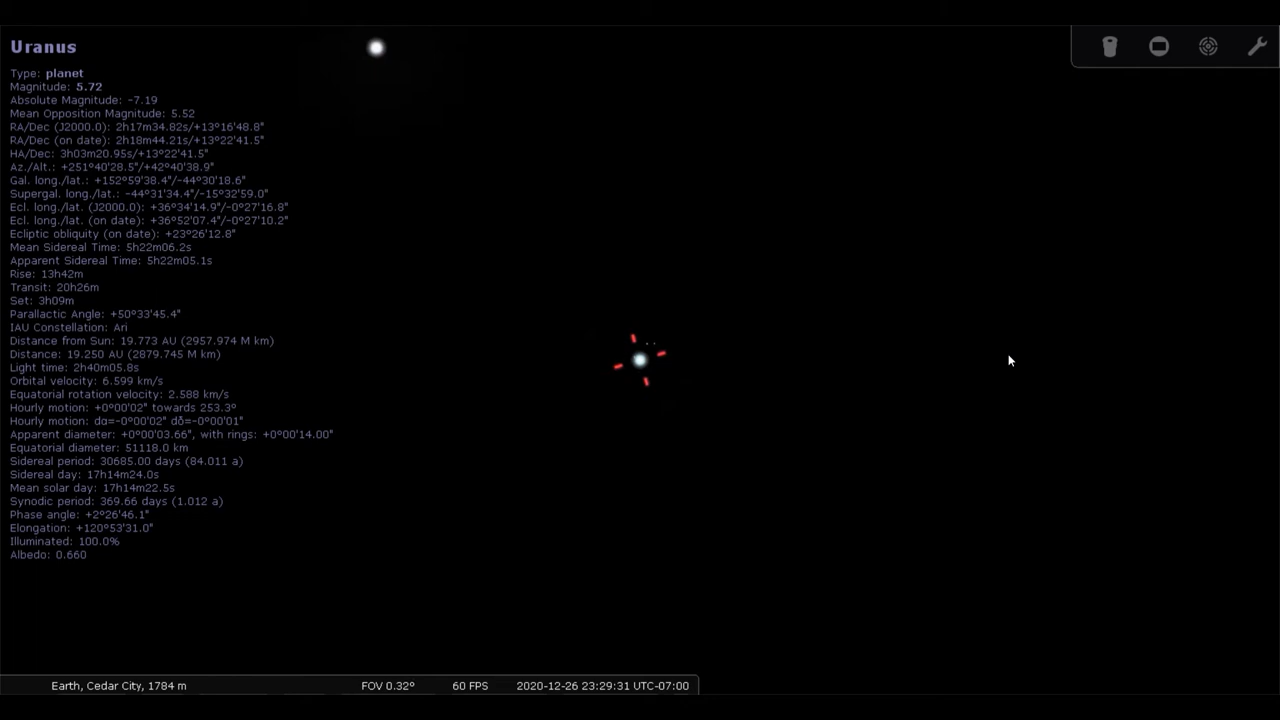 Uranus
Type: planet
Magnitude: 5.72
Absolute Magnitude: -7.19
Mean Opposition Magnitude: 5.52
RA/Dec (J2000.0): 2h17m34.82s/+13°16'48.8"
RA/Dec (on date): 2h18m44.21s/+13°22'41.5"
HA/Dec: 3h03m20.95s/+13°22'41.5"
Az./Alt.: +251°40'28.5"/+42°40'38.9"
Gal. long./lat.: +152°59'38.4"/-44°30'18.6"
Supergal. long./lat.: -44°31'34.4"/-15°32'59.0"
Ecl. long./lat. (J2000.0): +36°34'14.9"/-0°27'16.8"
Ecl. long./lat. (on date): +36°52'07.4"/-0°27'10.2"
Ecliptic obliquity (on date): +23°26'12.8"
Mean Sidereal Time: 5h22m06.2s
Apparent Sidereal Time: 5h22m05.1s
Rise: 13h42m
Transit: 20h26m
Set: 3h09m
Parallactic Angle: +50°33'45.4"
IAU Constellation: Ari
Distance from Sun: 19.773 AU (2957.974 M km)
Distance: 19.250 AU (2879.745 M km)
Light time: 2h40m05.8s
Orbital velocity: 6.599 km/s
Equatorial rotation velocity: 2.588 km/s
Hourly motion: +0°00'02" towards 253.3°
Hourly motion: dα=-0°00'02" dδ=-0°00'01"
Apparent diameter: +0°00'03.66", with rings: +0°00'14.00"
Equatorial diameter: 51118.0 km
Sidereal period: 30685.00 days (84.011 a)
Sidereal day: 17h14m24.0s
Mean solar day: 17h14m22.5s
Synodic period: 369.66 days (1.012 a)
Phase angle: +2°26'46.1"
Elongation: +120°53'31.0"
Illuminated: 100.0%
Albedo: 0.660
Earth, Cedar City, 1784 m FOV 0.32° 60 FPS 2020-12-26 23:29:31 UTC-07:00